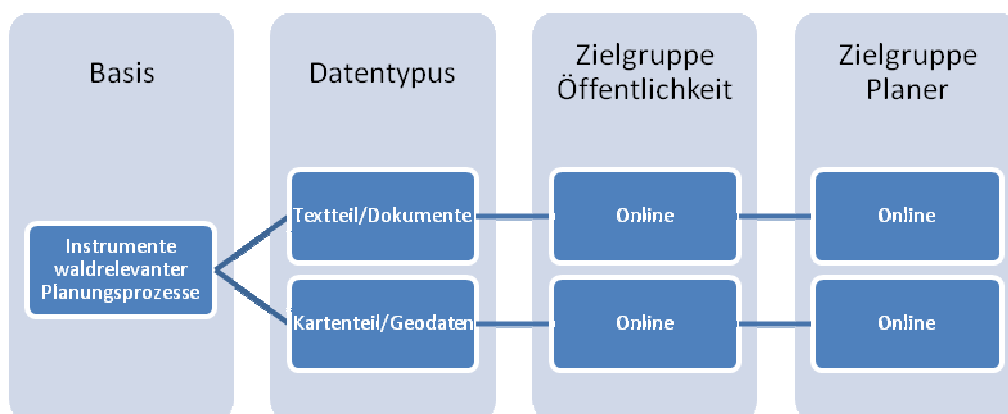 Basis
Datentypus
Zielgruppe
Öffentlichkeit
Zielgruppe
Planer
Instrumente
waldrelevanter
Planungsprozesse
Textteil/Dokumente
Online
Online
Kartenteil/Geodaten
Online
Online